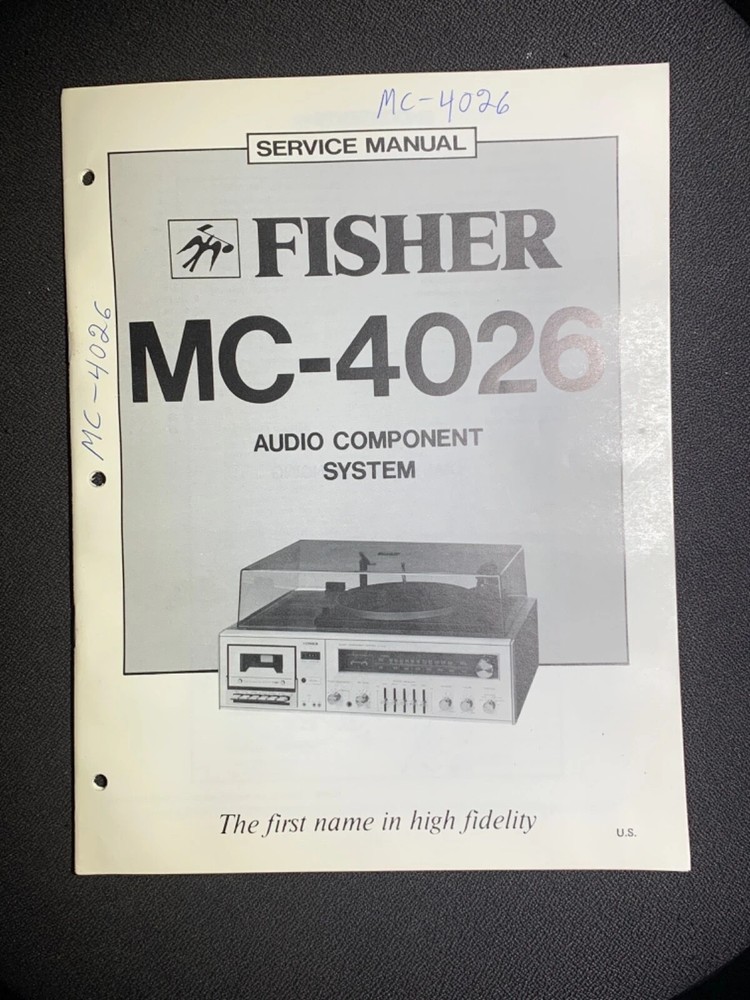 MC-4026
SERVICE MANUAL
FISHER
MC-4026
MC-4026
AUDIO COMPONENT
SYSTEM
The first name in high fidelity
U.S.